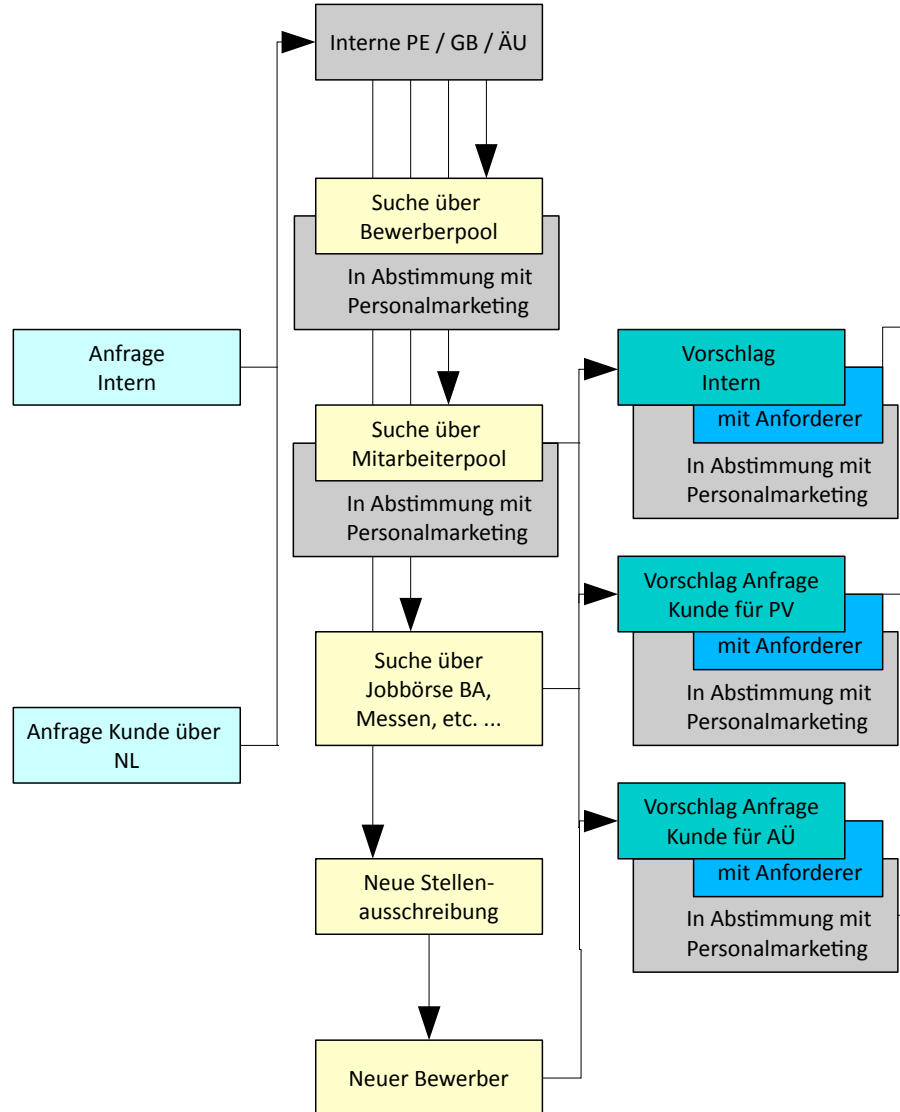 Interne PE / GB / ÄU
Suche über
Bewerberpool
In Abstimmung mit
Personalmarketing
Anfrage
Intern
Vorschlag
Intern
mit Anforderer
In Abstimmung mit
Personalmarketing
Suche über
Mitarbeiterpool
In Abstimmung mit
Personalmarketing
Vorschlag Anfrage
Kunde für PV
mit Anforderer
In Abstimmung mit
Personalmarketing
Suche über
Jobbörse BA,
Messen, etc. ...
Anfrage Kunde über
NL
Vorschlag Anfrage
Kunde für AÜ
mit Anforderer
In Abstimmung mit
Personalmarketing
Neue Stellen-
ausschreibung
Neuer Bewerber